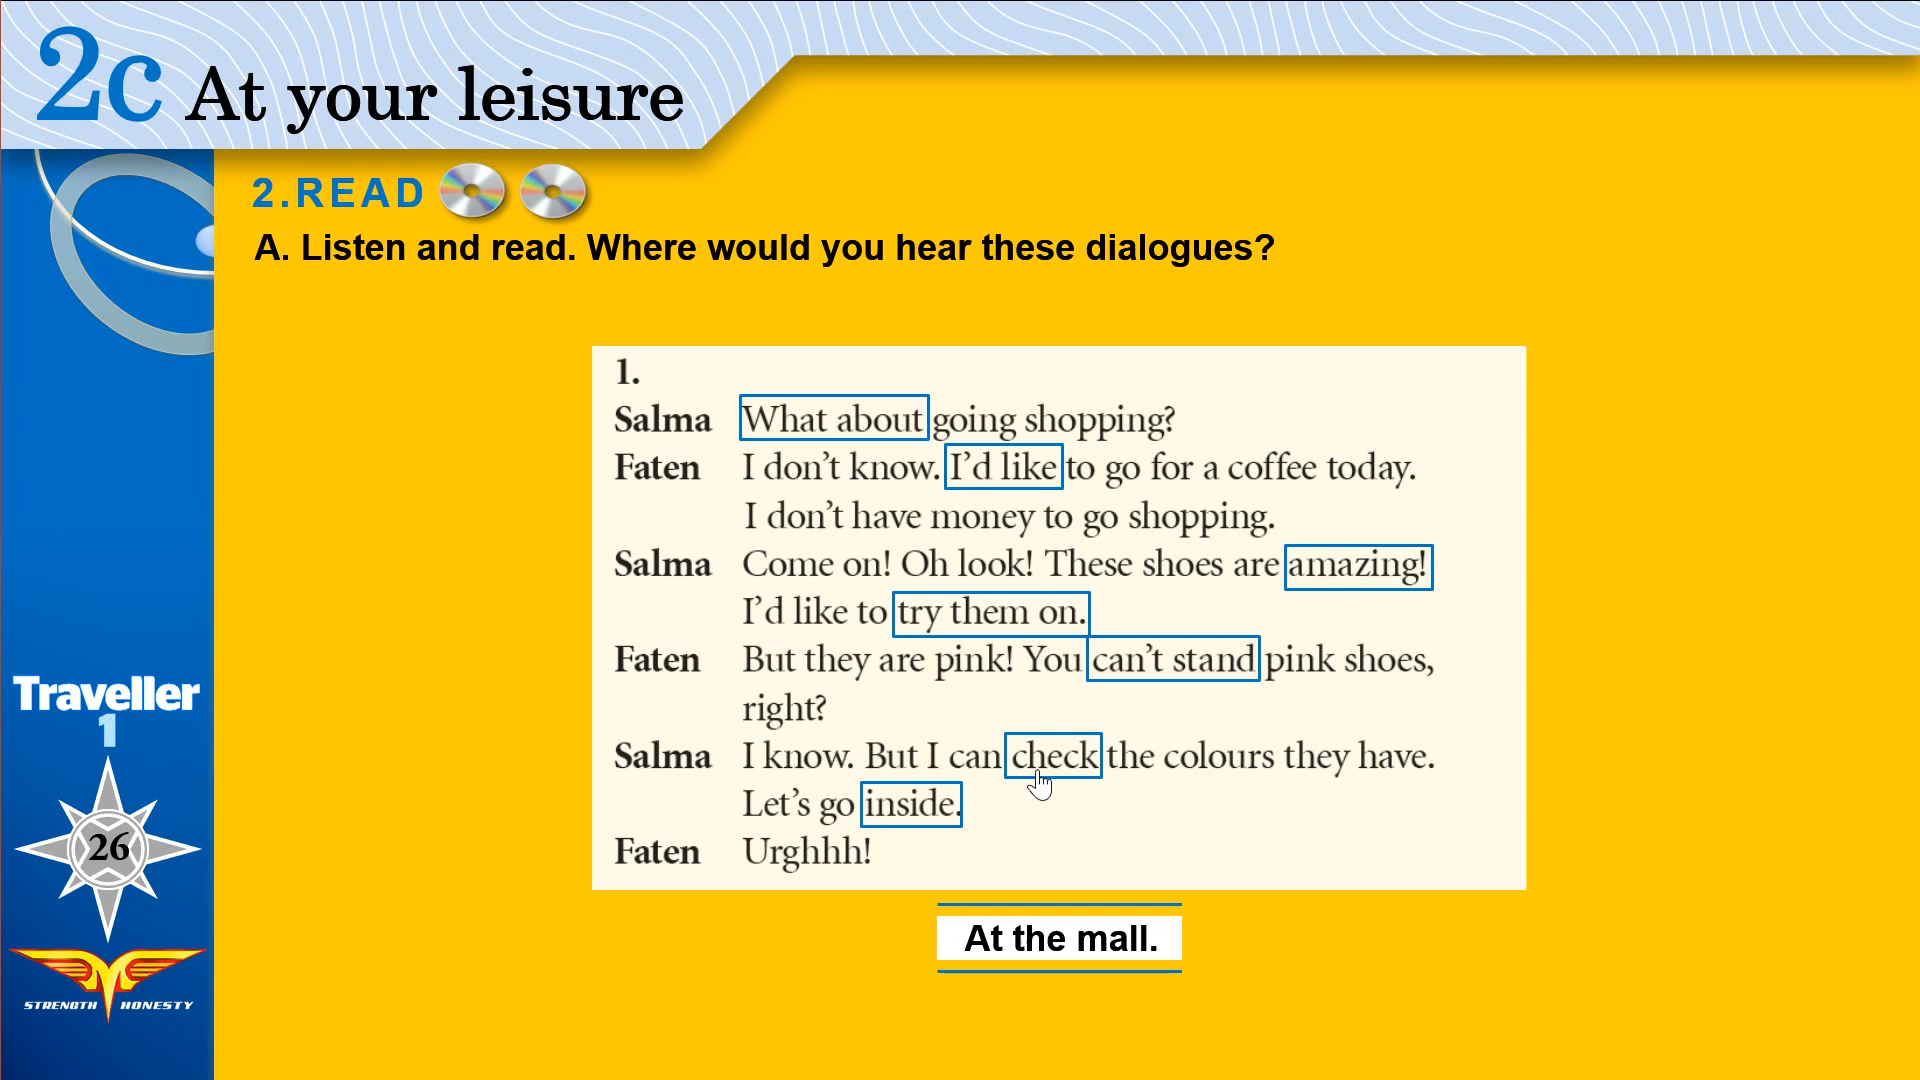 2c At your leisure
2.READ
A. Listen and read. Where would you hear these dialogues?
1.
Salma What about going shopping?
Faten I don't know. I'd like to go for a coffee today.
I don't have money to go shopping.
Salma Come on! Oh look! These shoes are amazing!
I'd like to try them on.
Faten But they are pink! You can't stand pink shoes,
right?
Salma I know. But I can check the colours they have.
Let's go inside.
Faten Urghhh!
At the mall.
Traveller
1
26
STRENGTH HONESTY